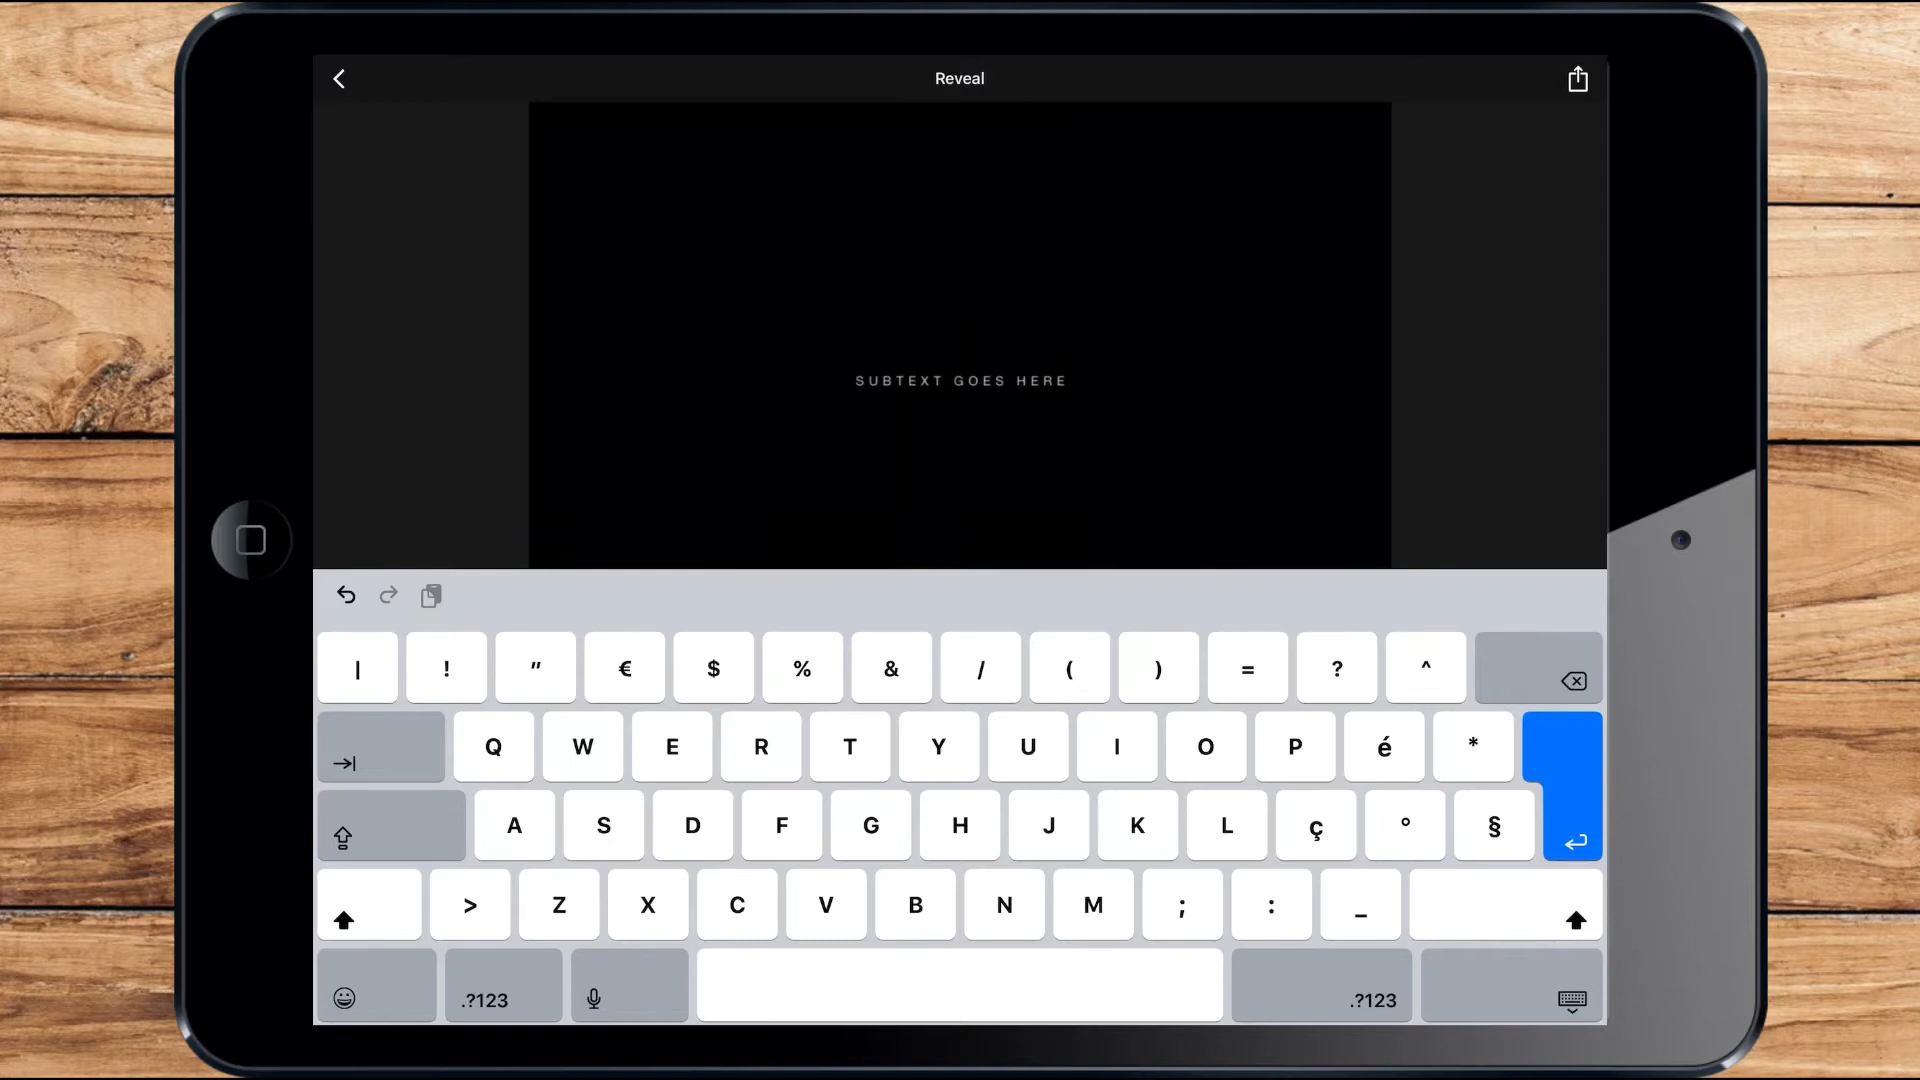 Reveal
SUBTEXT GOES HERE
| ! " € $ % & / ( ) = ? ^
Q W E R T Y U I O P é *
A S D F G H J K L ç ° §
> Z X C V B N M ; : _
.?123 .?123